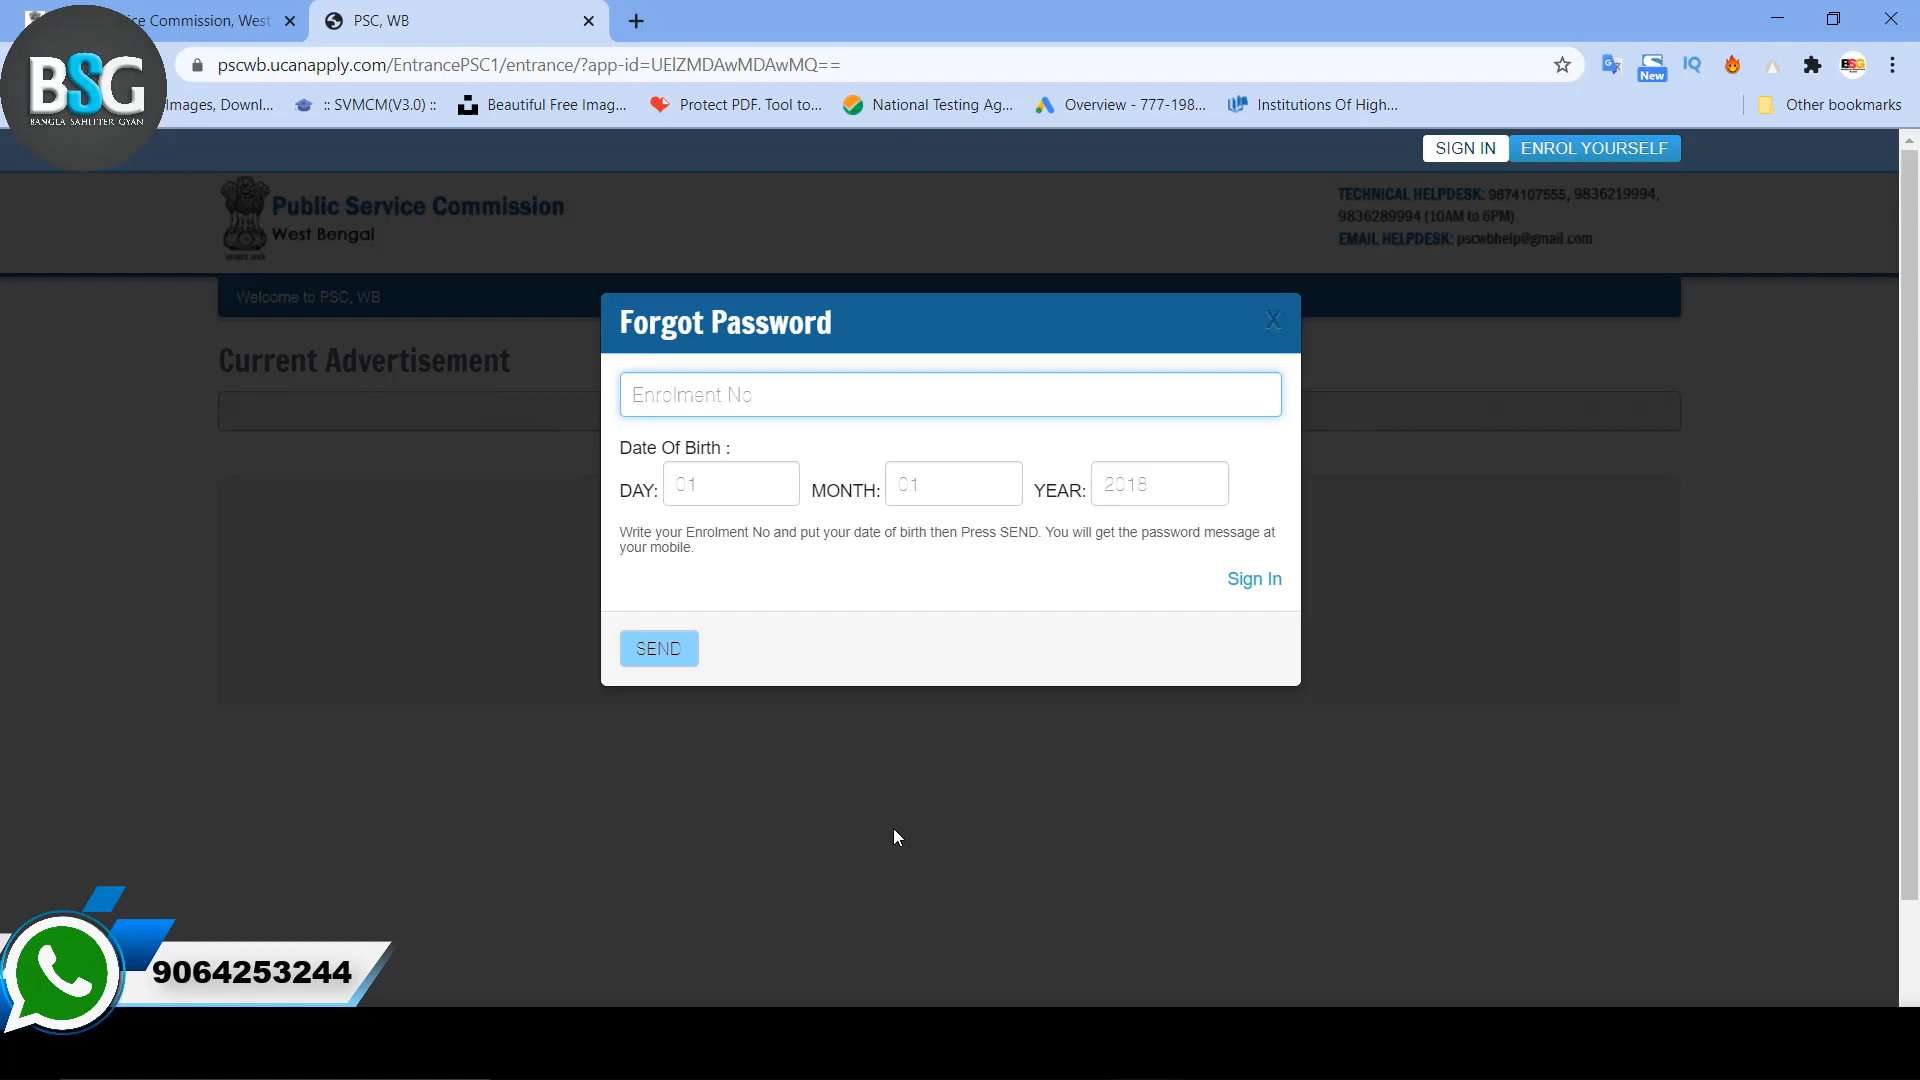 ce Commission, West
PSC, WB
pscwb.ucanapply.com/EntrancePSC1/entrance/?app-id=UElZMDAwMDAwMQ==
New
BSG
BANGLA SAHITTER GYAN
Images, Downl...
:: SVMCM(V3.0) ::
Beautiful Free Imag...
Protect PDF. Tool to...
National Testing Ag...
Overview - 777-198...
Institutions Of High...
Other bookmarks
SIGN IN
ENROL YOURSELF
Public Service Commission
West Bengal
TECHNICAL HELPDESK: 9874107555, 9836219994,
9836289994 (10AM to 6PM)
EMAIL HELPDESK: pscwbhelp@gmail.com
Welcome to PSC, WB
Current Advertisement
Forgot Password
X
Enrolment No
Date Of Birth :
DAY: 01 MONTH: 01 YEAR: 2018
Write your Enrolment No and put your date of birth then Press SEND. You will get the password message at
your mobile.
Sign In
SEND
9064253244